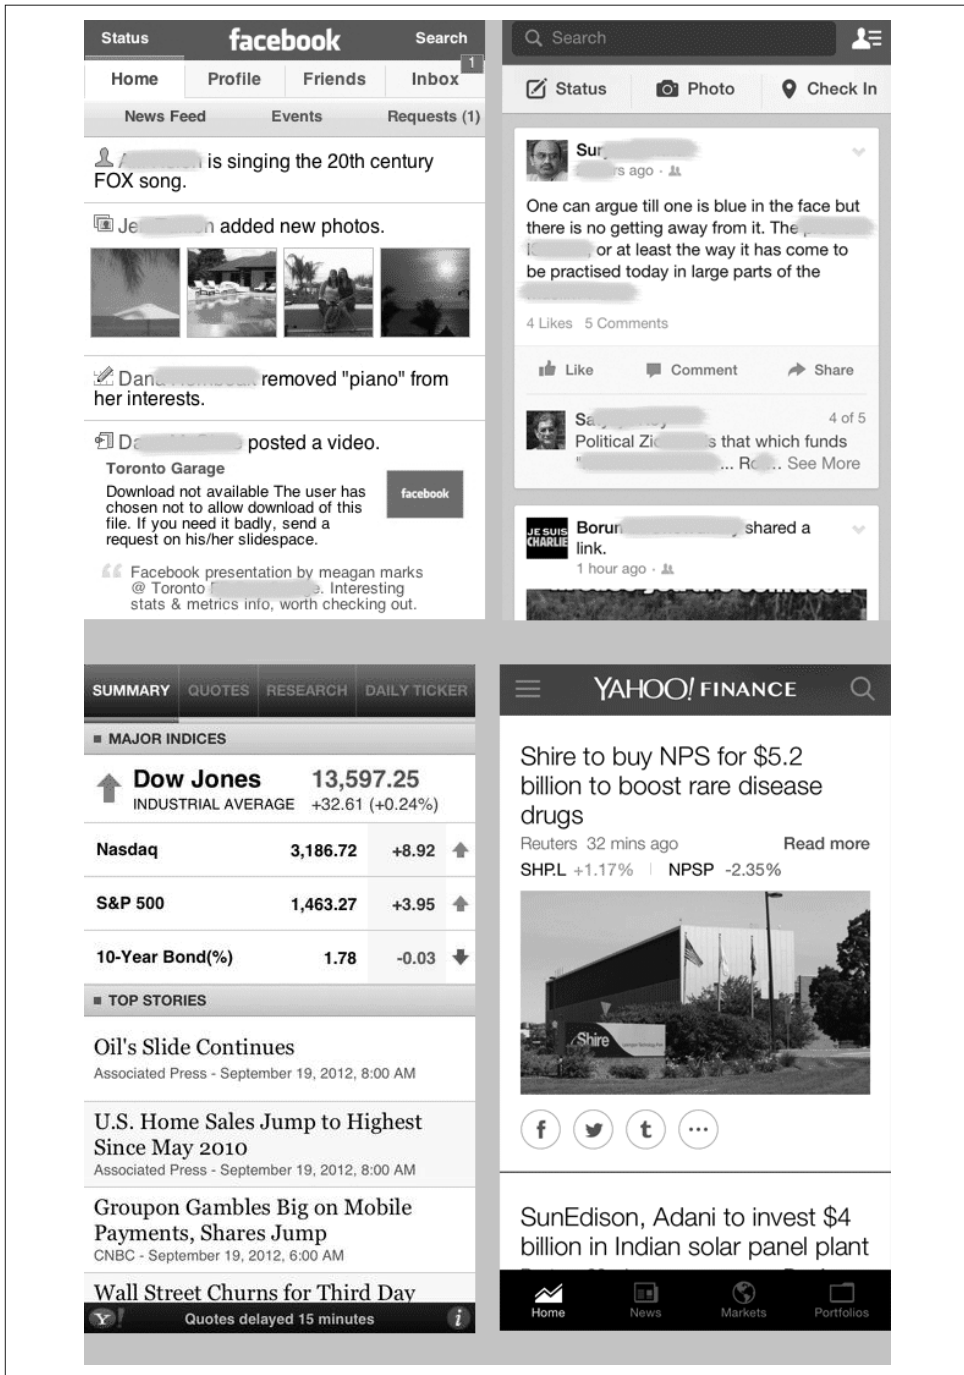 Status facebook Search
1
Home Profile Friends Inbox
News Feed Events Requests (1)
is singing the 20th century
FOX song.
added new photos.
removed "piano" from
her interests.
posted a video.
Toronto Garage
Download not available The user has
chosen not to allow download of this
file. If you need it badly, send a
request on his/her slidespace.
facebook
Facebook presentation by meagan marks
@ Toronto . Interesting
stats & metrics info, worth checking out.
Search
Status Photo Check In
ago
One can argue till one is blue in the face but
there is no getting away from it. The
, or at least the way it has come to
be practised today in large parts of the
4 Likes 5 Comments
Like Comment Share
4 of 5
Political that which funds
... See More
JE SUIS
CHARLIE
shared a
link.
1 hour ago
SUMMARY QUOTES RESEARCH DAILY TICKER
MAJOR INDICES
Dow Jones 13,597.25
INDUSTRIAL AVERAGE +32.61 (+0.24%)
Nasdaq 3,186.72 +8.92
S&P 500 1,463.27 +3.95
10-Year Bond(%) 1.78 -0.03
TOP STORIES
Oil's Slide Continues
Associated Press - September 19, 2012, 8:00 AM
U.S. Home Sales Jump to Highest
Since May 2010
Associated Press - September 19, 2012, 8:00 AM
Groupon Gambles Big on Mobile
Payments, Shares Jump
CNBC - September 19, 2012, 6:00 AM
Wall Street Churns for Third Day
Y! Quotes delayed 15 minutes i
YAHOO! FINANCE
Shire to buy NPS for $5.2
billion to boost rare disease
drugs
Reuters 32 mins ago Read more
SHP.L +1.17% NPSP -2.35%
Shire
f t ...
SunEdison, Adani to invest $4
billion in Indian solar panel plant
Home News Markets Portfolios